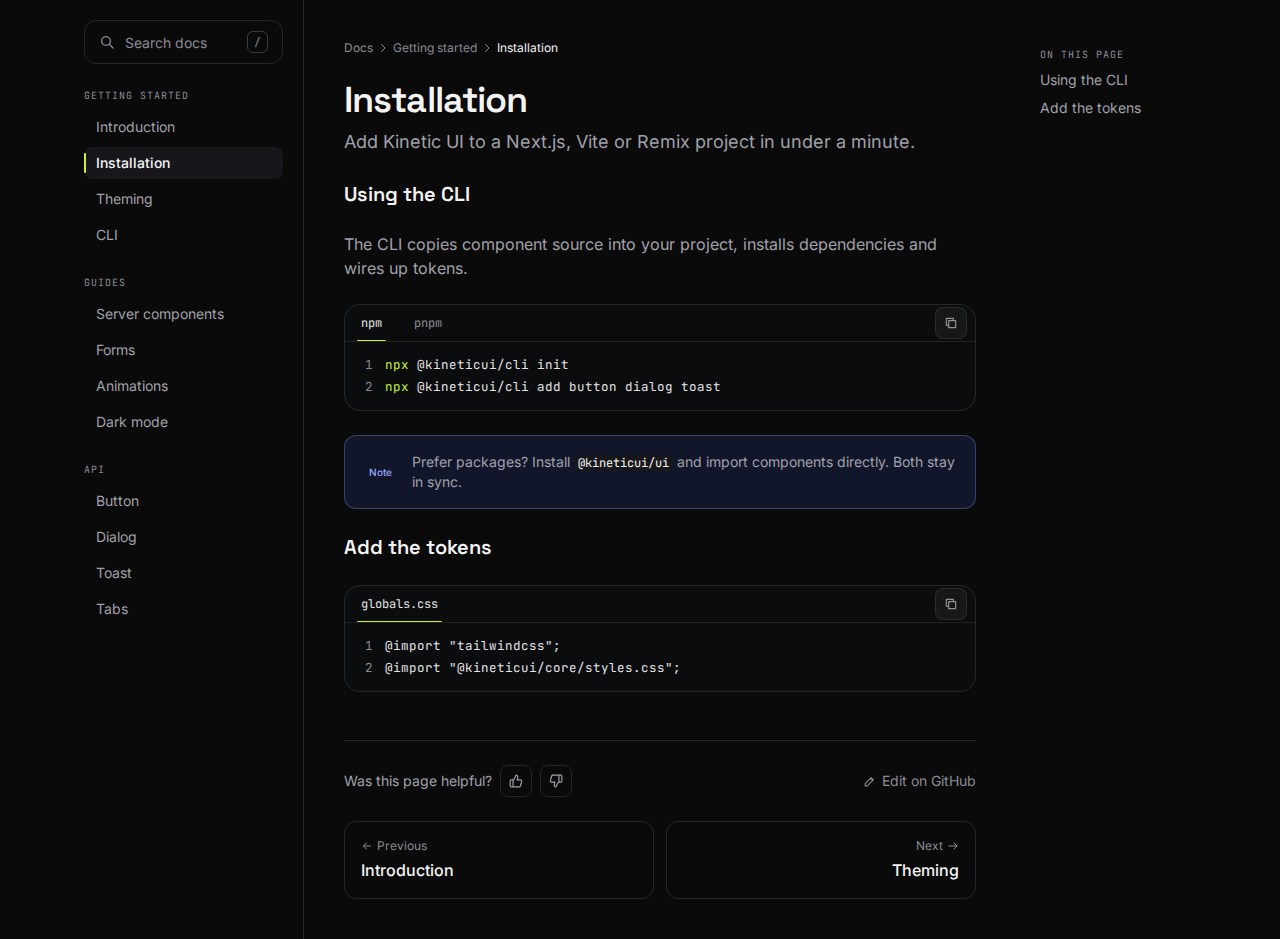 Search docs /
GETTING STARTED
Introduction
Installation
Theming
CLI
GUIDES
Server components
Forms
Animations
Dark mode
API
Button
Dialog
Toast
Tabs
Docs > Getting started > Installation
Installation
Add Kinetic UI to a Next.js, Vite or Remix project in under a minute.
Using the CLI
The CLI copies component source into your project, installs dependencies and
wires up tokens.
npm pnpm
1 npx @kineticui/cli init
2 npx @kineticui/cli add button dialog toast
Note
Prefer packages? Install @kineticui/ui and import components directly. Both stay
in sync.
Add the tokens
globals.css
1 @import "tailwindcss";
2 @import "@kineticui/core/styles.css";
Was this page helpful?
Edit on GitHub
← Previous
Introduction
Next →
Theming
ON THIS PAGE
Using the CLI
Add the tokens